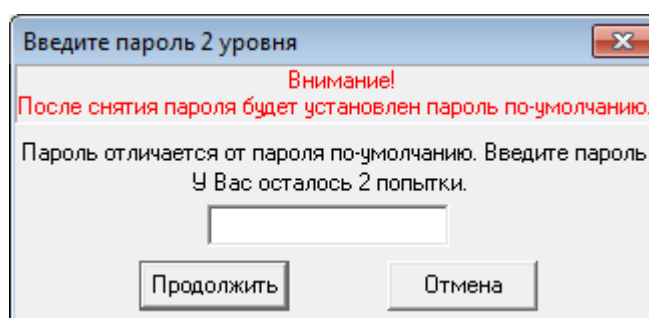 Введите пароль 2 уровня
Внимание!
После снятия пароля будет установлен пароль по-умолчанию.
Пароль отличается от пароля по-умолчанию. Введите пароль
У Вас осталось 2 попытки.
Продолжить
Отмена